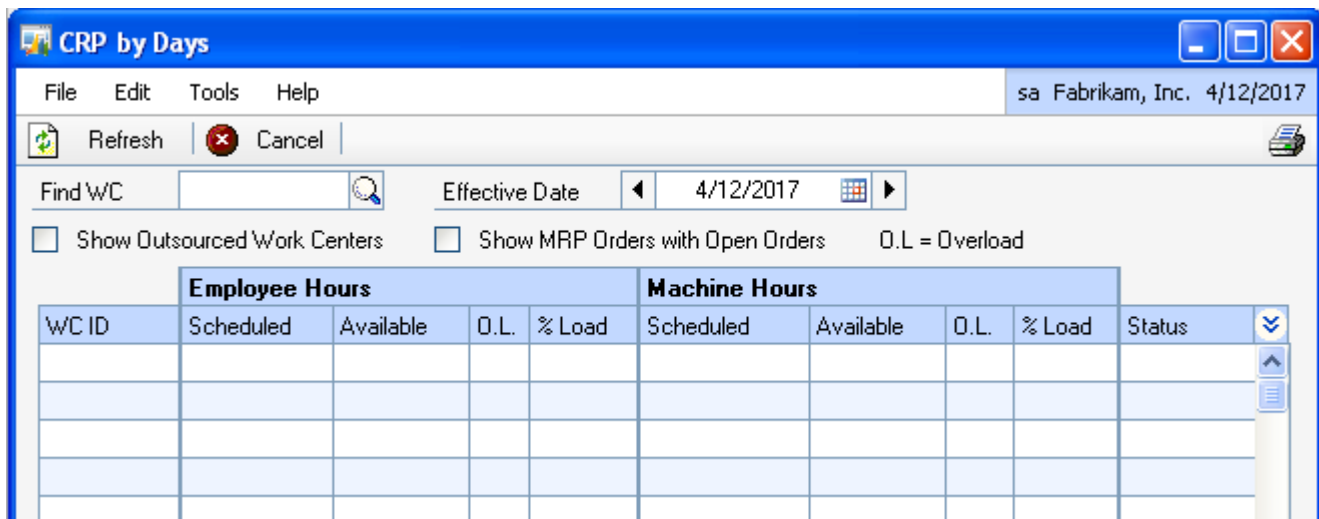 CRP by Days
File Edit Tools Help sa Fabrikam, Inc. 4/12/2017
Refresh Cancel
Find WC Effective Date 4/12/2017
Show Outsourced Work Centers Show MRP Orders with Open Orders O.L = Overload
Employee Hours Machine Hours
WC ID Scheduled Available O.L. % Load Scheduled Available O.L. % Load Status